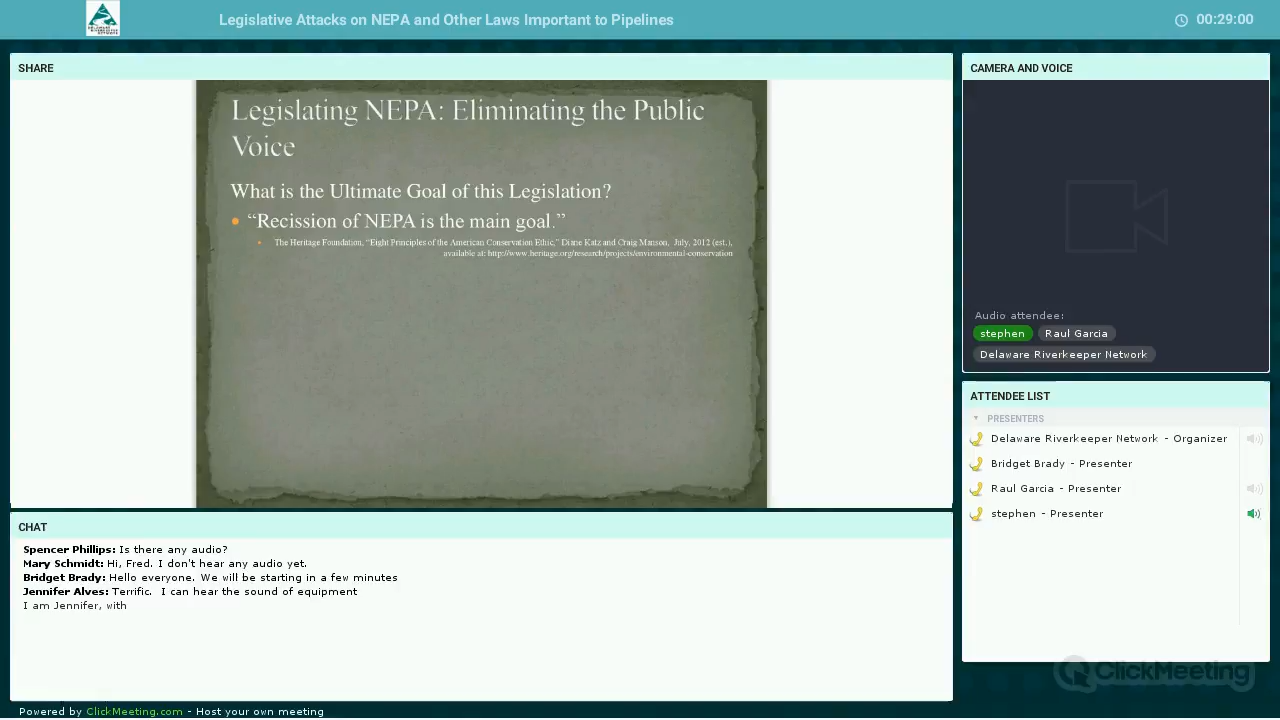 Legislative Attacks on NEPA and Other Laws Important to Pipelines
00:29:00
SHARE
Legislating NEPA: Eliminating the Public
Voice
What is the Ultimate Goal of this Legislation?
“Recission of NEPA is the main goal.”
The Heritage Foundation, “Eight Principles of the American Conservation Ethic,” Diane Katz and Craig Manson, July, 2012 (est.),
available at: http://www.heritage.org/research/projects/environmental-conservation
CAMERA AND VOICE
Audio attendee:
stephen Raul Garcia
Delaware Riverkeeper Network
ATTENDEE LIST
PRESENTERS
Delaware Riverkeeper Network - Organizer
Bridget Brady - Presenter
Raul Garcia - Presenter
stephen - Presenter
CHAT
Spencer Phillips: Is there any audio?
Mary Schmidt: Hi, Fred. I don't hear any audio yet.
Bridget Brady: Hello everyone. We will be starting in a few minutes
Jennifer Alves: Terrific. I can hear the sound of equipment
I am Jennifer, with
ClickMeeting
Powered by ClickMeeting.com - Host your own meeting